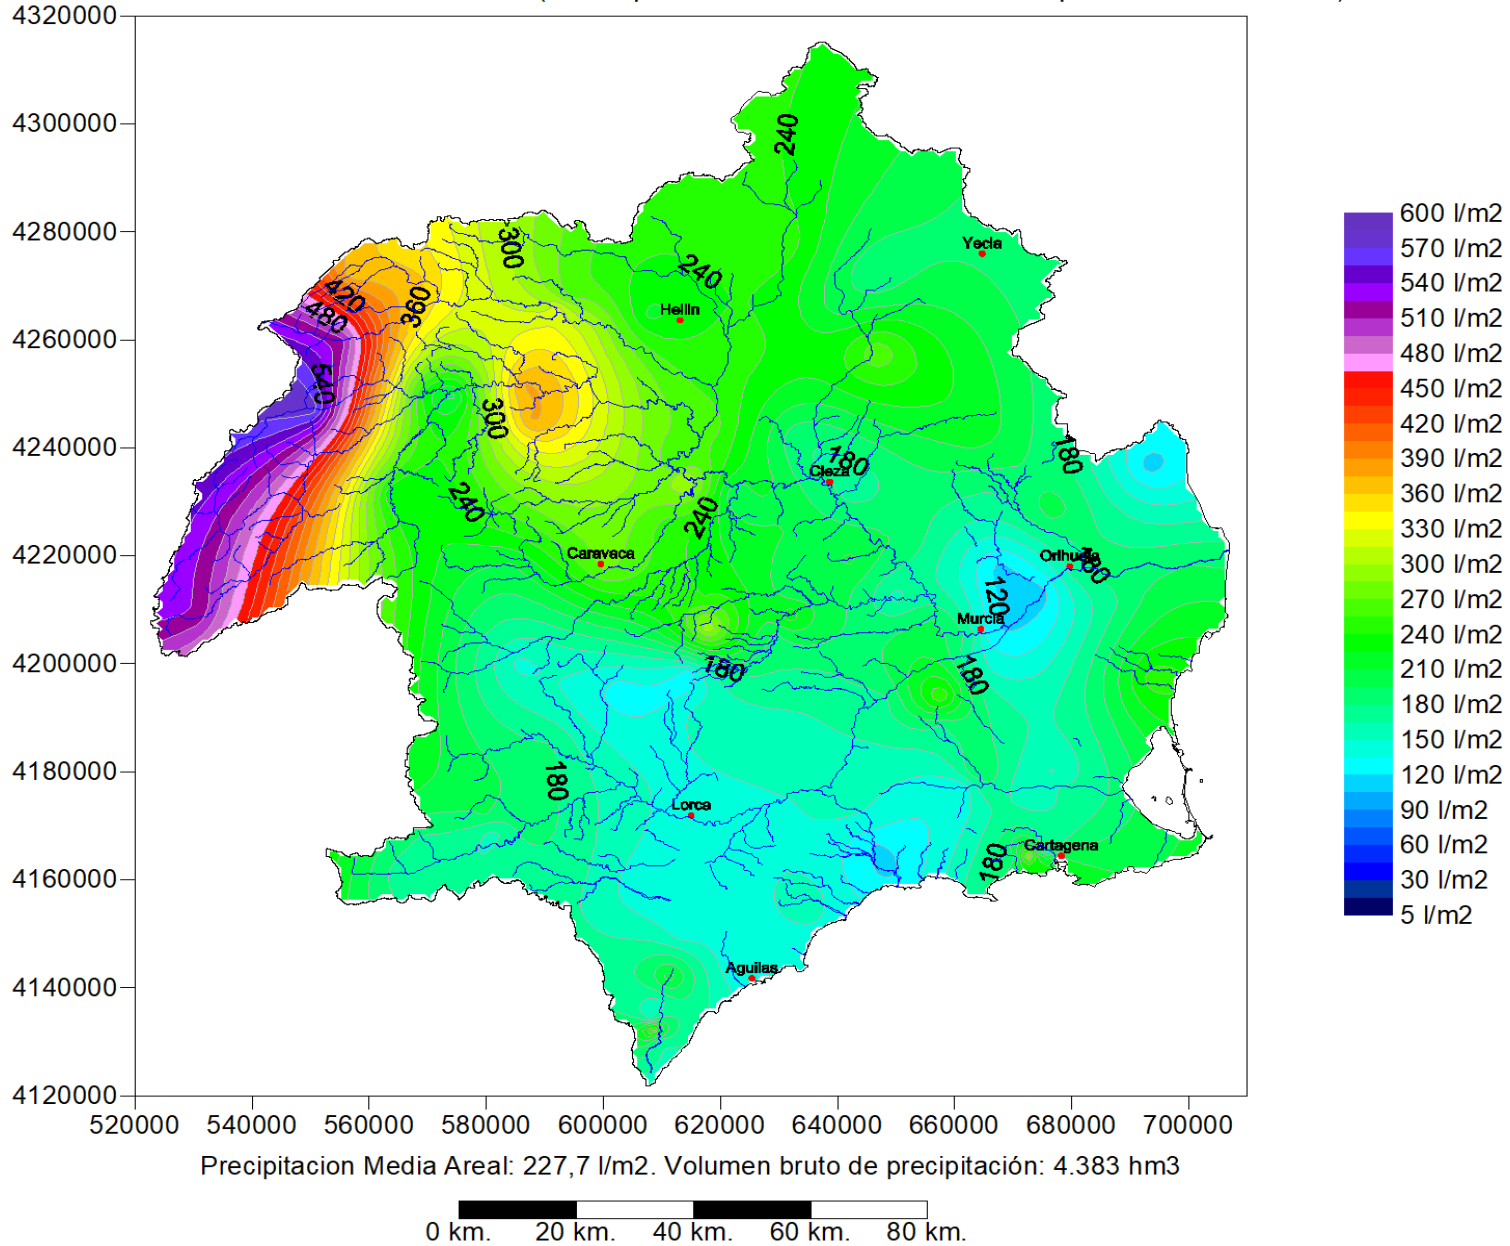 4320000
4300000
4280000
4260000
4240000
4220000
4200000
4180000
4160000
4140000
4120000
520000 540000 560000 580000 600000 620000 640000 660000 680000 700000
240
300
240
Yecla
Hellin
420
480
360
540
300
180
Cieza
180
240
240
Caravaca
Orihuela
180
120
Murcia
180
180
180
Lorca
180
Cartagena
Aguilas
600 l/m2
570 l/m2
540 l/m2
510 l/m2
480 l/m2
450 l/m2
420 l/m2
390 l/m2
360 l/m2
330 l/m2
300 l/m2
270 l/m2
240 l/m2
210 l/m2
180 l/m2
150 l/m2
120 l/m2
90 l/m2
60 l/m2
30 l/m2
5 l/m2
Precipitacion Media Areal: 227,7 l/m2. Volumen bruto de precipitación: 4.383 hm3
0 km. 20 km. 40 km. 60 km. 80 km.